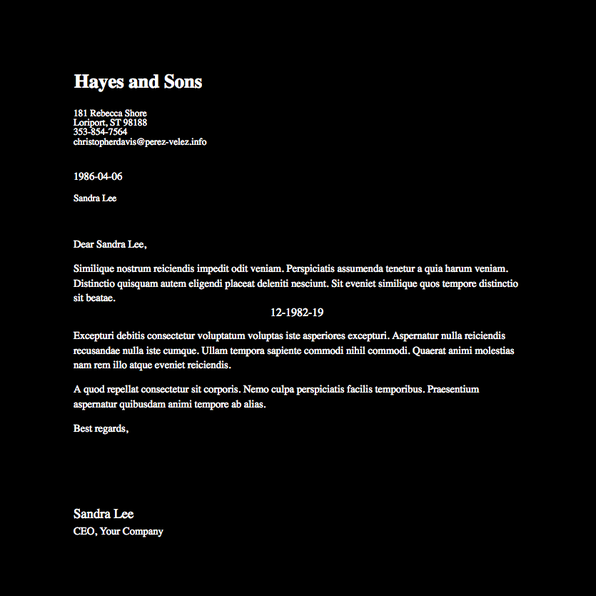 Hayes and Sons
181 Rebecca Shore
Loriport, ST 98188
353-854-7564
christopherdavis@perez-velez.info
1986-04-06
Sandra Lee
Dear Sandra Lee,
Similique nostrum reiciendis impedit odit veniam. Perspiciatis assumenda tenetur a quia harum veniam.
Distinctio quisquam autem eligendi placeat deleniti nesciunt. Sit eveniet similique quos tempore distinctio
sit beatae.
12-1982-19
Excepturi debitis consectetur voluptatum voluptas iste asperiores excepturi. Aspernatur nulla reiciendis
recusandae nulla iste cumque. Ullam tempora sapiente commodi nihil commodi. Quaerat animi molestias
nam rem illo atque eveniet reiciendis.
A quod repellat consectetur sit corporis. Nemo culpa perspiciatis facilis temporibus. Praesentium
aspernatur quibusdam animi tempore ab alias.
Best regards,
Sandra Lee
CEO, Your Company